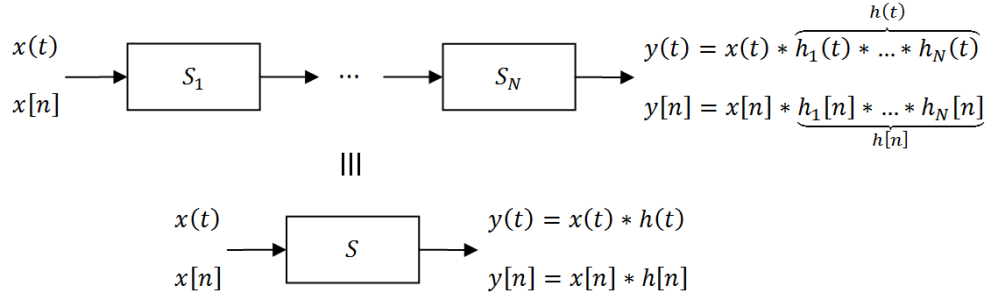 h(t)
x(t) y(t) = x(t) ∗ h₁(t) ∗ … ∗ h_N(t)
S₁ ⋯ S_N
x[n] y[n] = x[n] ∗ h₁[n] ∗ … ∗ h_N[n]
h[n]
x(t) y(t) = x(t) ∗ h(t)
S
x[n] y[n] = x[n] ∗ h[n]